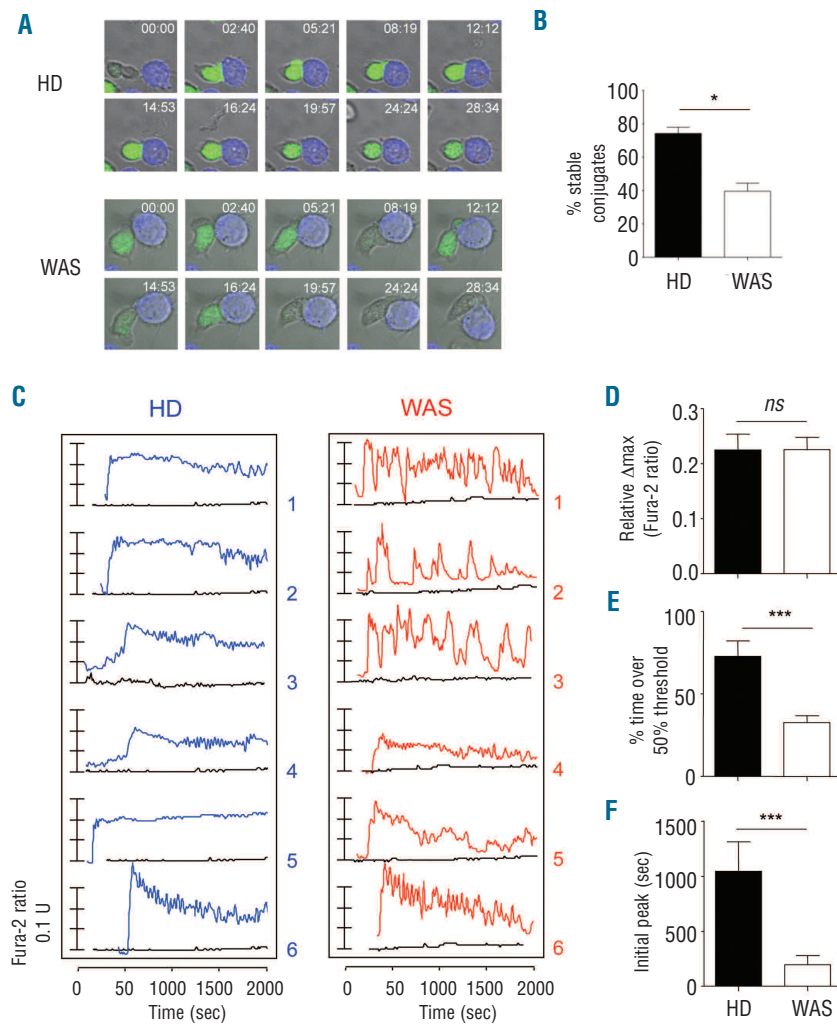 A
HD
00:00 02:40 05:21 08:19 12:12
14:53 16:24 19:57 24:24 28:34
WAS
00:00 02:40 05:21 08:19 12:12
14:53 16:24 19:57 24:24 28:34
B
% stable
conjugates
100
80
60
40
20
0
*
HD WAS
C
HD WAS
1 1
2 2
3 3
4 4
5 5
6 6
Fura-2 ratio
0.1 U
0 500 1000 1500 2000
Time (sec)
0 500 1000 1500 2000
Time (sec)
D
Relative Δmax
(Fura-2 ratio)
0.3
0.2
0.1
0.0
ns
E
% time over
50% threshold
100
50
0
***
F
Initial peak (sec)
1500
1000
500
0
***
HD WAS